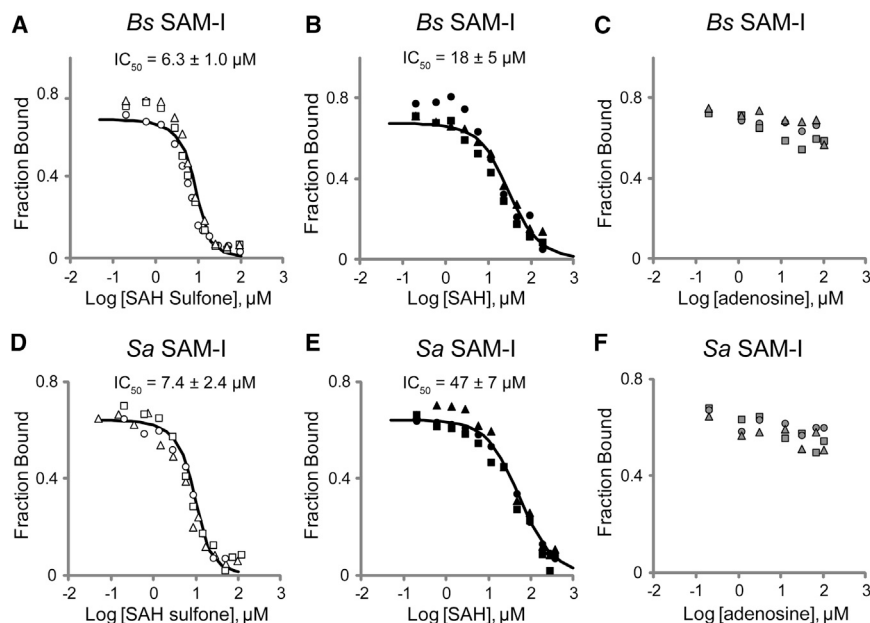 A
Bs SAM-I
IC50 = 6.3 ± 1.0 µM
Fraction Bound
0.8
0.4
0
-2
-1
0
1
2
3
Log [SAH Sulfone], µM
B
Bs SAM-I
IC50 = 18 ± 5 µM
Fraction Bound
0.8
0.4
0
-2
-1
0
1
2
3
Log [SAH], µM
C
Bs SAM-I
Fraction Bound
0.8
0.4
0
-2
-1
0
1
2
3
Log [adenosine], µM
D
Sa SAM-I
IC50 = 7.4 ± 2.4 µM
Fraction Bound
0.8
0.4
0
-2
-1
0
1
2
3
Log [SAH sulfone], µM
E
Sa SAM-I
IC50 = 47 ± 7 µM
Fraction Bound
0.8
0.4
0
-2
-1
0
1
2
3
Log [SAH], µM
F
Sa SAM-I
Fraction Bound
0.8
0.4
0
-2
-1
0
1
2
3
Log [adenosine], µM